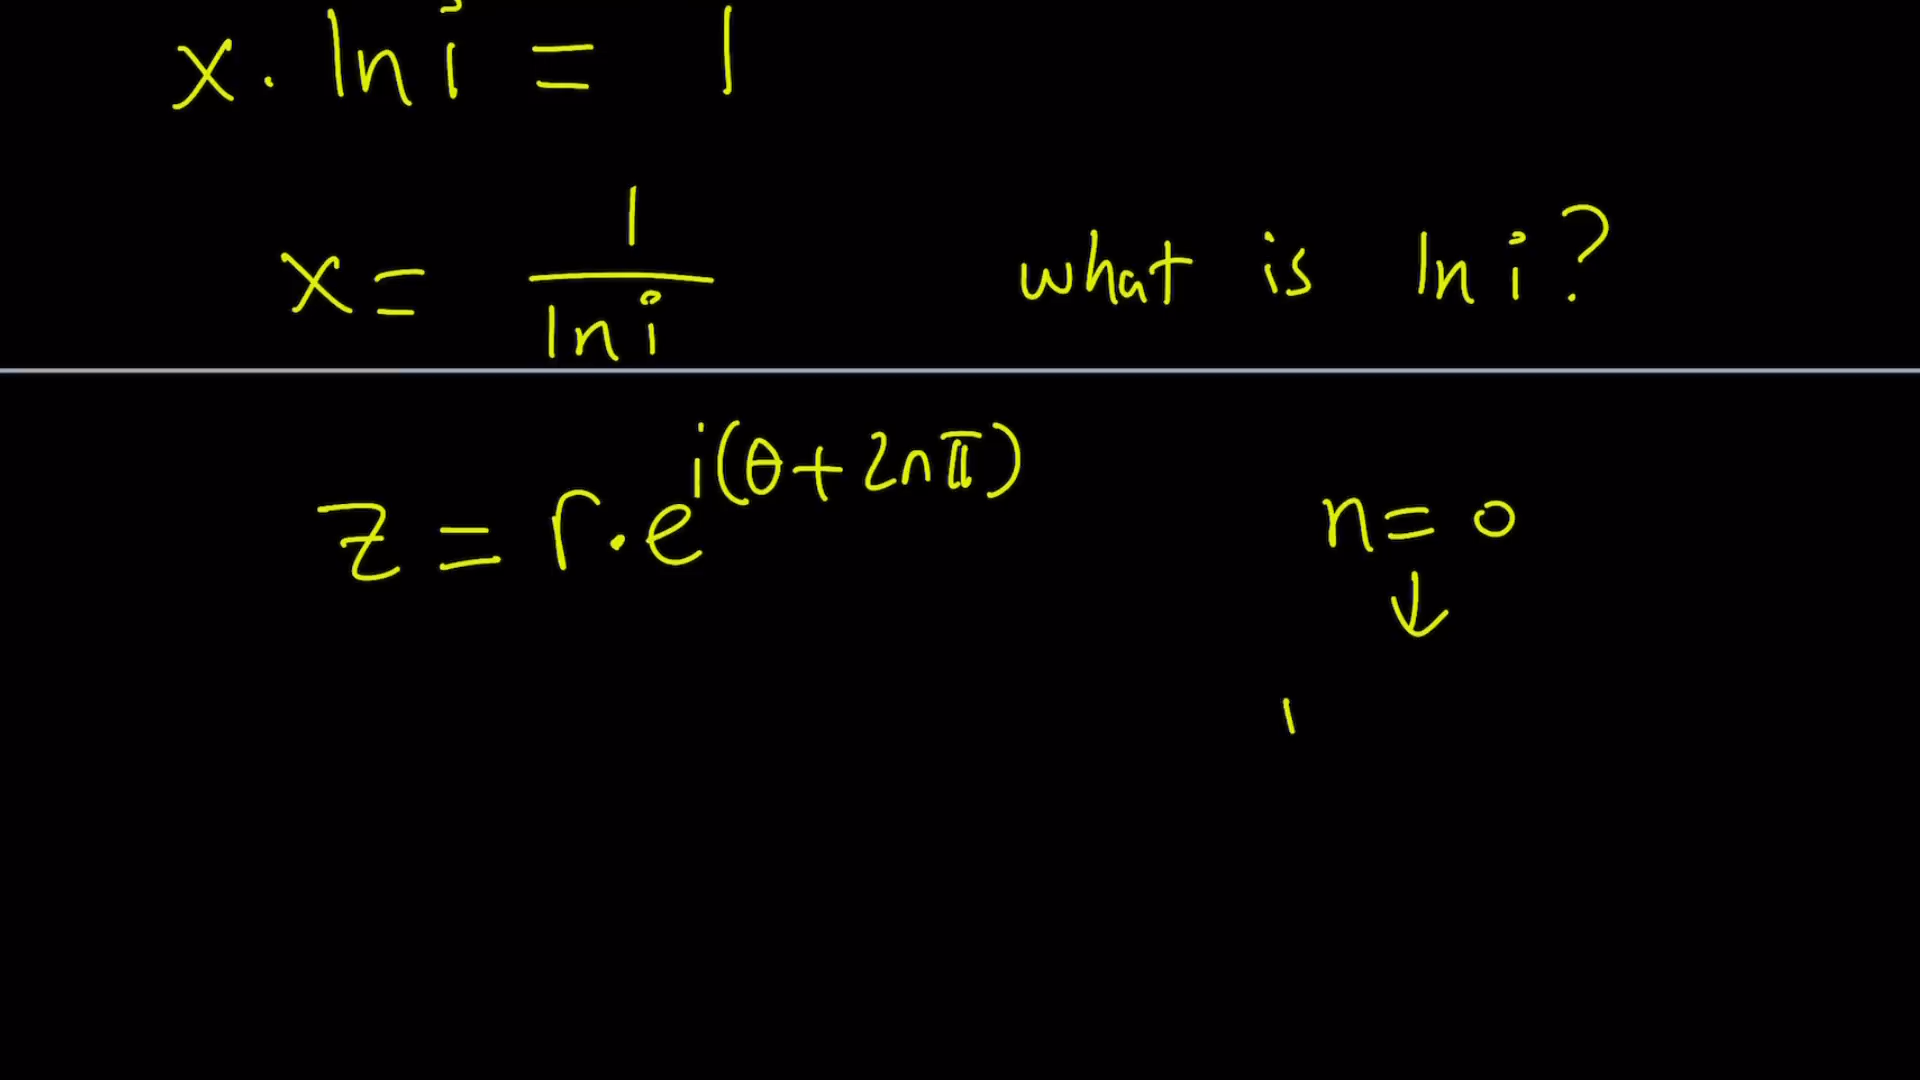 x · ln i = 1
x = 1/ln i what is ln i?
z = r · e^i(θ + 2nπ) n = 0
↓